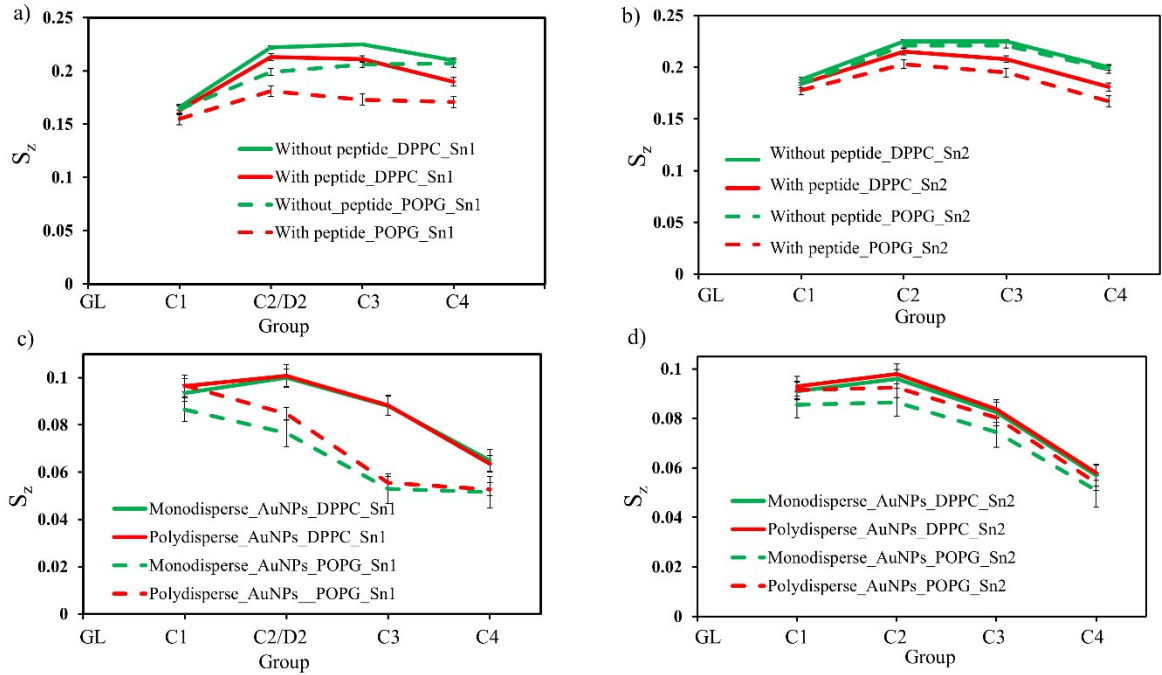 a)
0.25
0.2
0.15
0.1
0.05
0
S_z
Without peptide_DPPC_Sn1
With peptide_DPPC_Sn1
Without_peptide_POPG_Sn1
With peptide_POPG_Sn1
GL C1 C2/D2 C3 C4
Group
b)
0.25
0.2
0.15
0.1
0.05
0
S_z
Without peptide_DPPC_Sn2
With peptide_DPPC_Sn2
Without peptide_POPG_Sn2
With peptide_POPG_Sn2
GL C1 C2 C3 C4
Group
c)
0.1
0.08
0.06
0.04
0.02
0
S_z
Monodisperse_AuNPs_DPPC_Sn1
Polydisperse_AuNPs_DPPC_Sn1
Monodisperse_AuNPs_POPG_Sn1
Polydisperse_AuNPs__POPG_Sn1
GL C1 C2/D2 C3 C4
Group
d)
0.1
0.08
0.06
0.04
0.02
0
S_z
Monodisperse_AuNPs_DPPC_Sn2
Polydisperse_AuNPs_DPPC_Sn2
Monodisperse_AuNPs_POPG_Sn2
Polydisperse_AuNPs_POPG_Sn2
GL C1 C2 C3 C4
Group